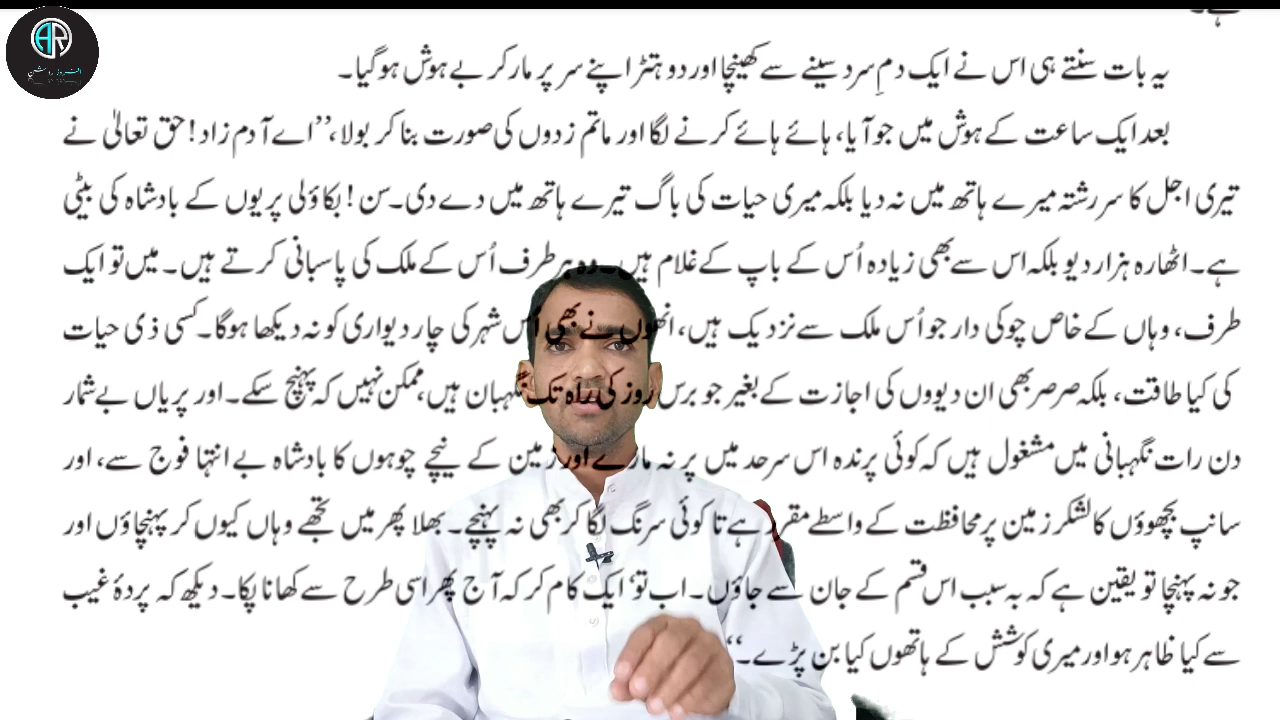 ہے۔
یہ بات سنتے ہی اس نے ایک دمِ سرد سینے سے کھینچا اور دو ہتڑ اپنے سر پر مار کر بے ہوش ہو گیا۔
بعد ایک ساعت کے ہوش میں جو آیا، ہائے ہائے کرنے لگا اور ماتم زدوں کی صورت بنا کر بولا، ”اے آدم زاد! حق تعالیٰ نے
تیری اجل کا سر رشتہ میرے ہاتھ میں نہ دیا بلکہ میری حیات کی باگ تیرے ہاتھ میں دے دی۔ سن! بکاؤلی پریوں کے بادشاہ کی بیٹی
ہے۔ اٹھارہ ہزار دیو بلکہ اس سے بھی زیادہ اُس کے باپ کے غلام ہیں۔ وہ ہر طرف اُس کے ملک کی پاسبانی کرتے ہیں۔ میں تو ایک
طرف، وہاں کے خاص چوکی دار جو اُس ملک سے نزدیک ہیں، انھوں نے بھی اُس شہر کی چار دیواری کو نہ دیکھا ہوگا۔ کسی ذی حیات
کی کیا طاقت، بلکہ صرصر بھی ان دیووں کی اجازت کے بغیر جو برس روز کی راہ تک نگہبان ہیں، ممکن نہیں کہ پہنچ سکے۔ اور پریاں بے شمار
دن رات نگہبانی میں مشغول ہیں کہ کوئی پرندہ اس سرحد میں پر نہ مارے اور زمین کے نیچے چوہوں کا بادشاہ بے انتہا فوج سے، اور
سانپ بچھوؤں کا لشکر زمین پر محافظت کے واسطے مقرر ہے تا کوئی سرنگ لگا کر بھی نہ پہنچے۔ بھلا پھر میں تجھے وہاں کیوں کر پہنچاؤں اور
جو نہ پہنچا تو یقین ہے کہ بہ سبب اس قسم کے جان سے جاؤں۔ اب تُو ایک کام کر کہ آج پھر اسی طرح سے کھانا پکا۔ دیکھ کہ پردۂ غیب
سے کیا ظاہر ہو اور میری کوشش کے ہاتھوں کیا بن پڑے۔“
AR
افروز روشن